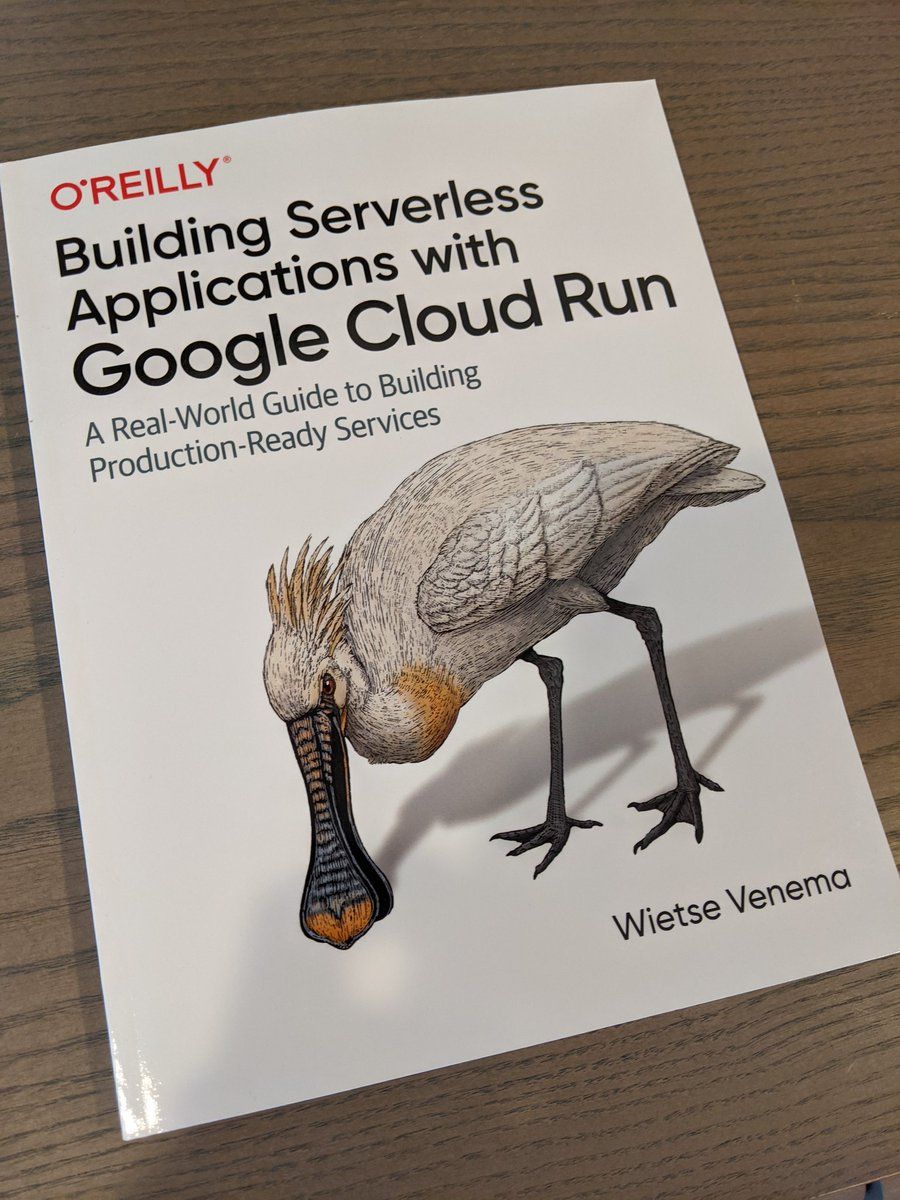 O'REILLY®
Building Serverless
Applications with
Google Cloud Run
A Real-World Guide to Building
Production-Ready Services
Wietse Venema